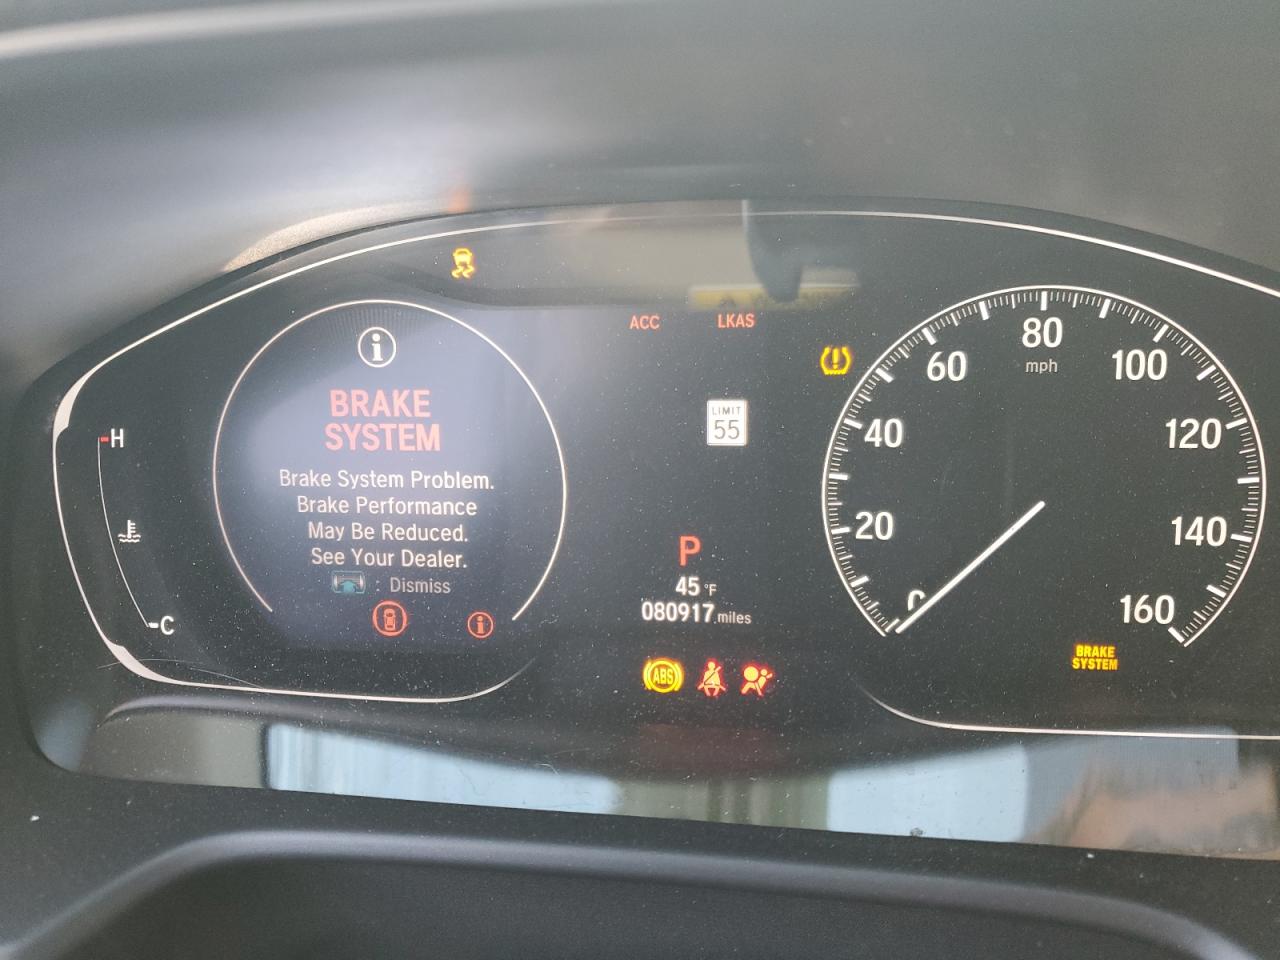 BRAKE
SYSTEM
Brake System Problem.
Brake Performance
May Be Reduced.
See Your Dealer.
Dismiss
H
C
ACC LKAS
LIMIT
55
P
45 °F
080917 miles
ABS
0
20
40
60
80
100
120
140
160
mph
BRAKE
SYSTEM